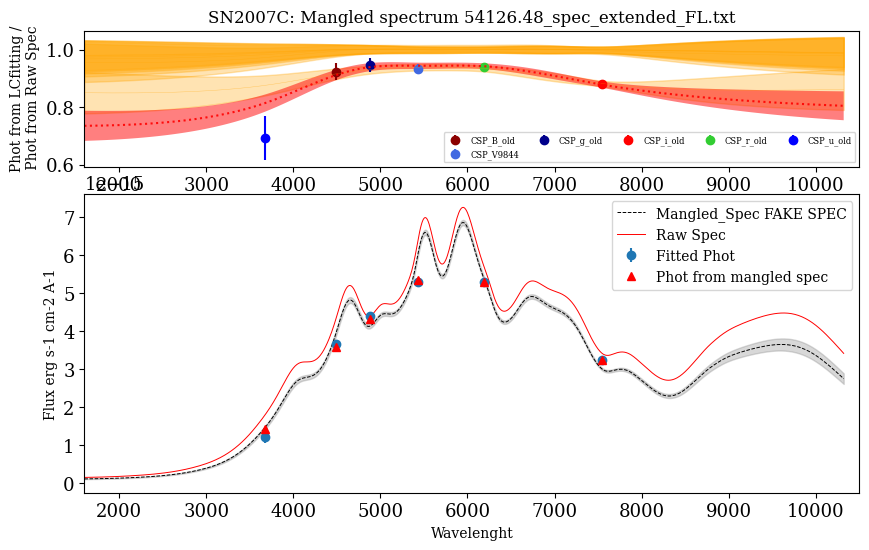 SN2007C: Mangled spectrum 54126.48_spec_extended_FL.txt
Phot from LCfitting /
Phot from Raw Spec
1.0
0.8
0.6
CSP_B_old CSP_g_old CSP_i_old CSP_r_old CSP_u_old
CSP_V9844
2000 3000 4000 5000 6000 7000 8000 9000 10000
1e−15
Flux erg s-1 cm-2 A-1
7
6
5
4
3
2
1
0
Mangled_Spec FAKE SPEC
Raw Spec
Fitted Phot
Phot from mangled spec
2000 3000 4000 5000 6000 7000 8000 9000 10000
Wavelenght